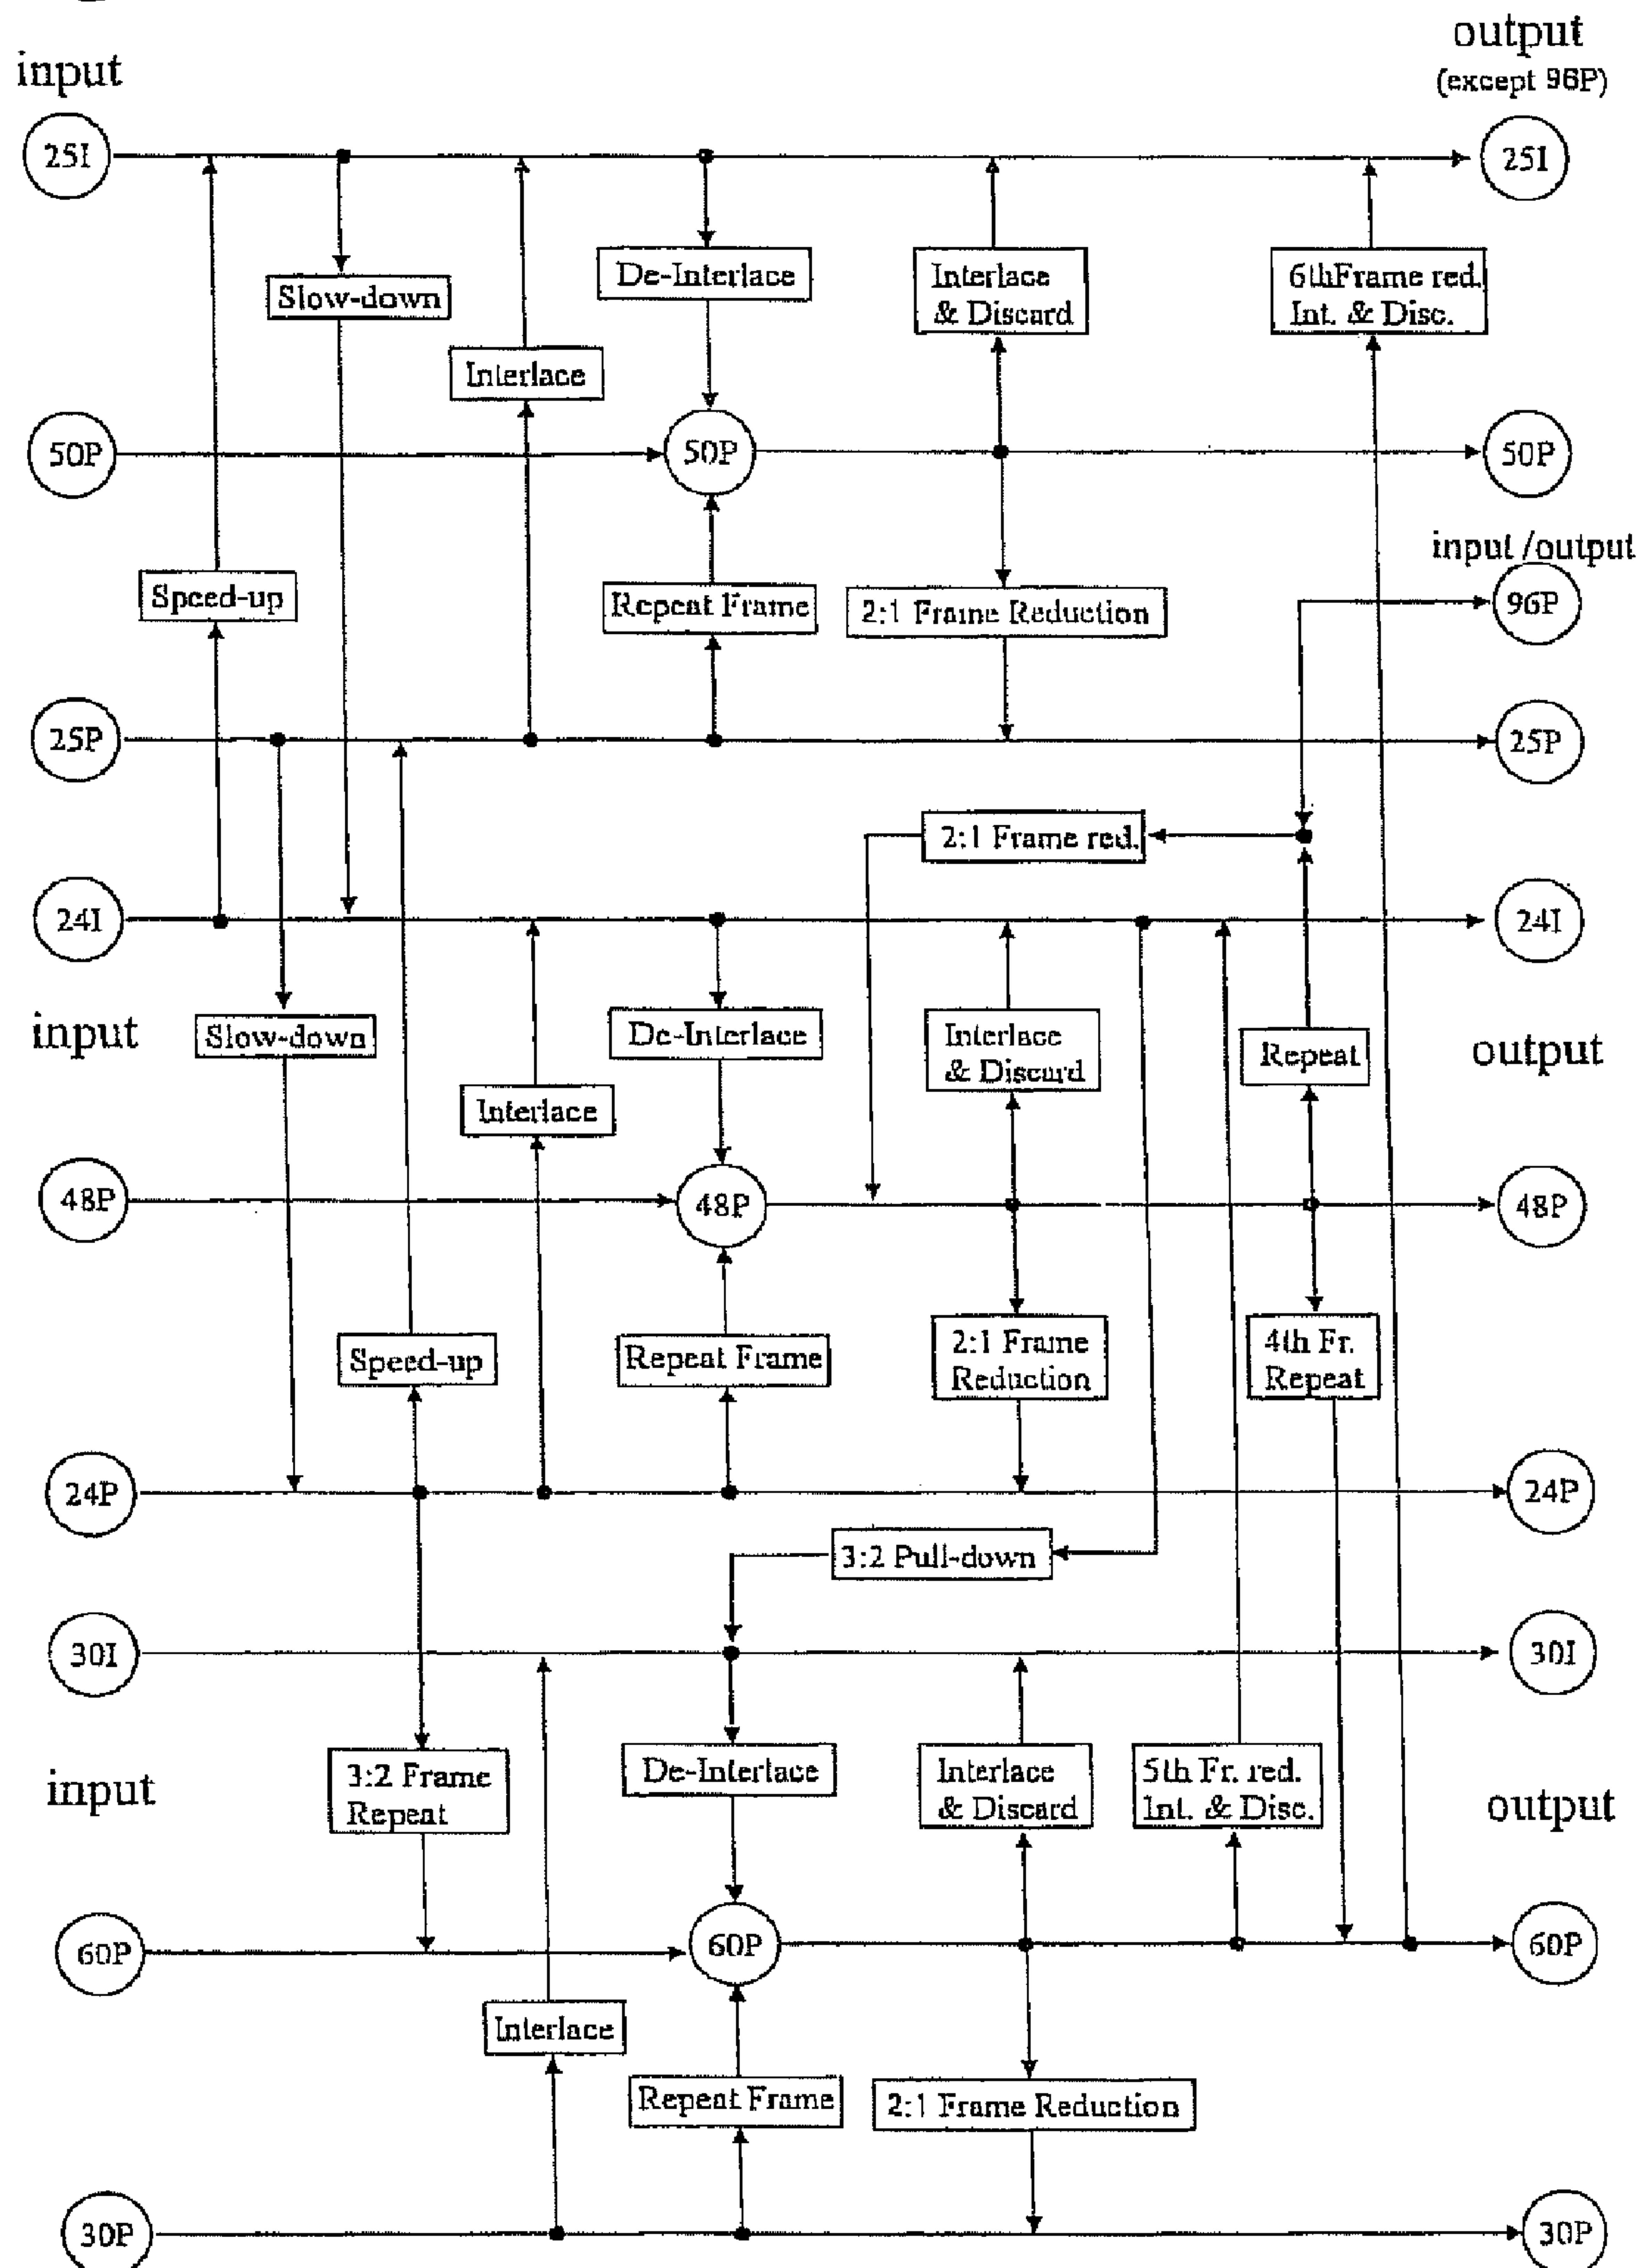 output
input
(except 96P)
25I
25I
De-Interlace
Interlace
& Discard
6thFrame red.
Int. & Disc.
Slow-down
Interlace
50P
50P
50P
input /output
96P
Speed-up
Repeat Frame
2:1 Frame Reduction
25P
25P
2:1 Frame red.
24I
24I
input
Slow-down
De-Interlace
Interlace
& Discard
Repeat
output
Interlace
48P
48P
48P
Speed-up
Repeat Frame
2:1 Frame
Reduction
4th Fr.
Repeat
24P
24P
3:2 Pull-down
30I
30I
input
3:2 Frame
Repeat
De-Interlace
Interlace
& Discard
5th Fr. red.
Int. & Disc.
output
60P
60P
60P
Interlace
Repeat Frame
2:1 Frame Reduction
30P
30P